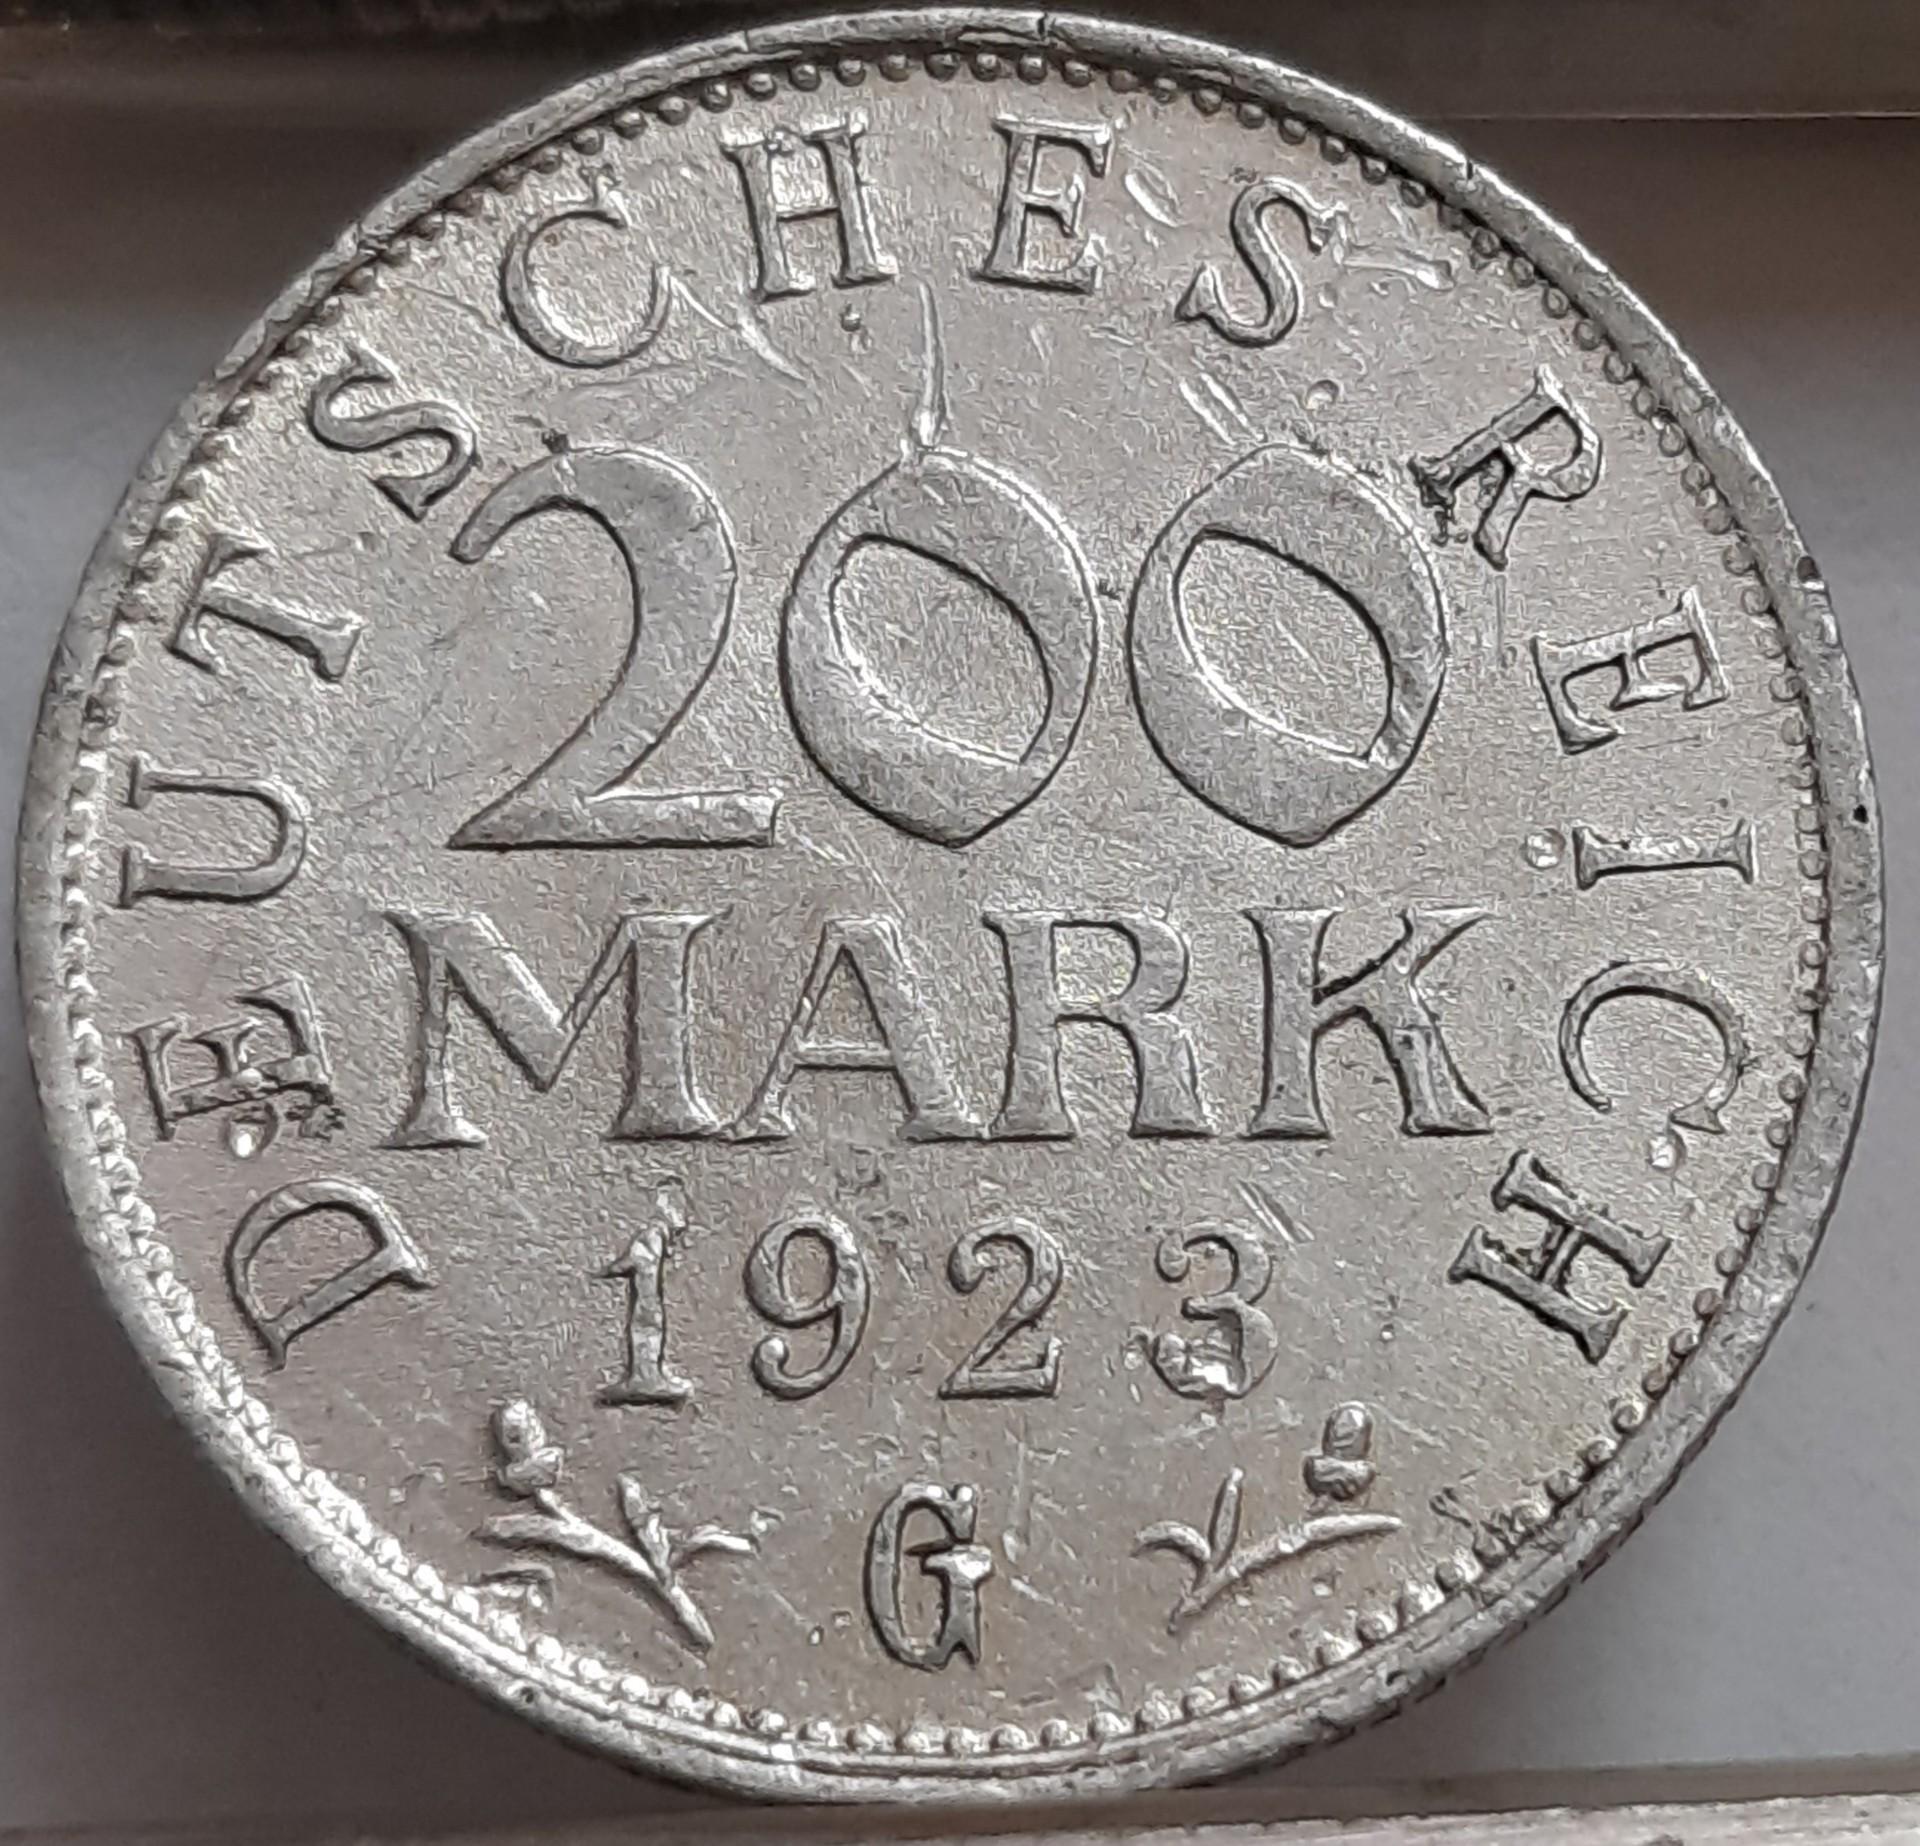 DEUTSCHES REICH
200
MARK
1923
G